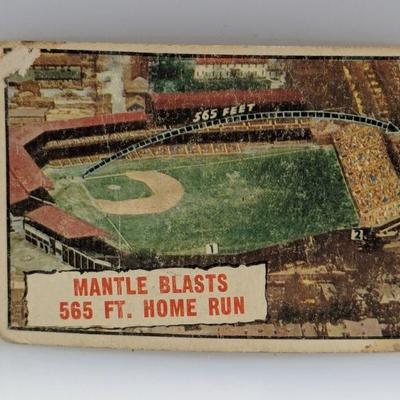 565 FEET
1
2
MANTLE BLASTS
565 FT. HOME RUN